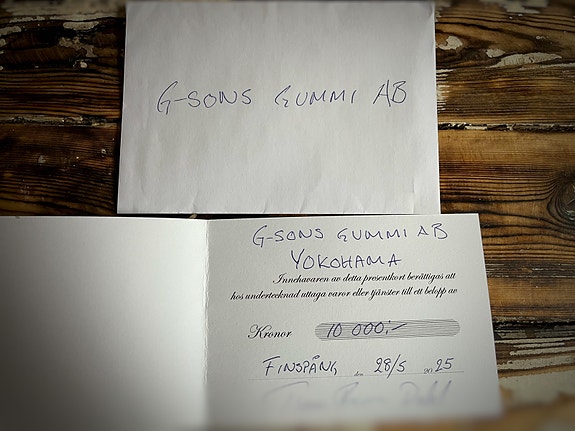 G-SONS GUMMI AB
G-SONS GUMMI AB
YOKOHAMA
Innehavaren av detta presentkort berättigas att
hos undertecknad uttaga varor eller tjänster till ett belopp av
Kronor 10 000:-
FINSPÅNG den 28/5 2025